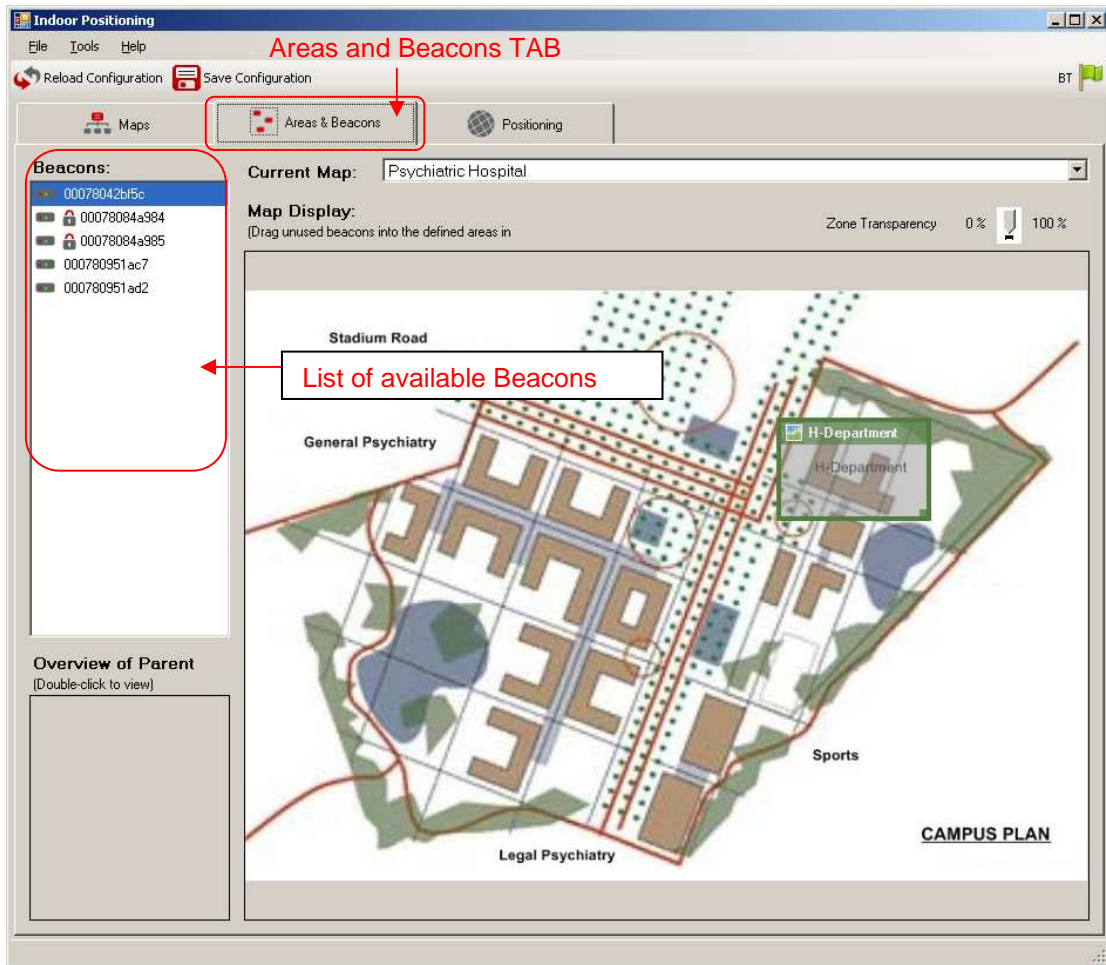 Indoor Positioning
File Tools Help
Areas and Beacons TAB
Reload Configuration Save Configuration BT
Maps Areas & Beacons Positioning
Beacons:
00078042bf5c
00078084a984
00078084a985
000780951ac7
000780951ad2
Current Map: Psychiatric Hospital
Map Display:
(Drag unused beacons into the defined areas in
Zone Transparency 0 % 100 %
Stadium Road
List of available Beacons
General Psychiatry
H-Department
H-Department
Sports
CAMPUS PLAN
Legal Psychiatry
Overview of Parent
(Double-click to view)